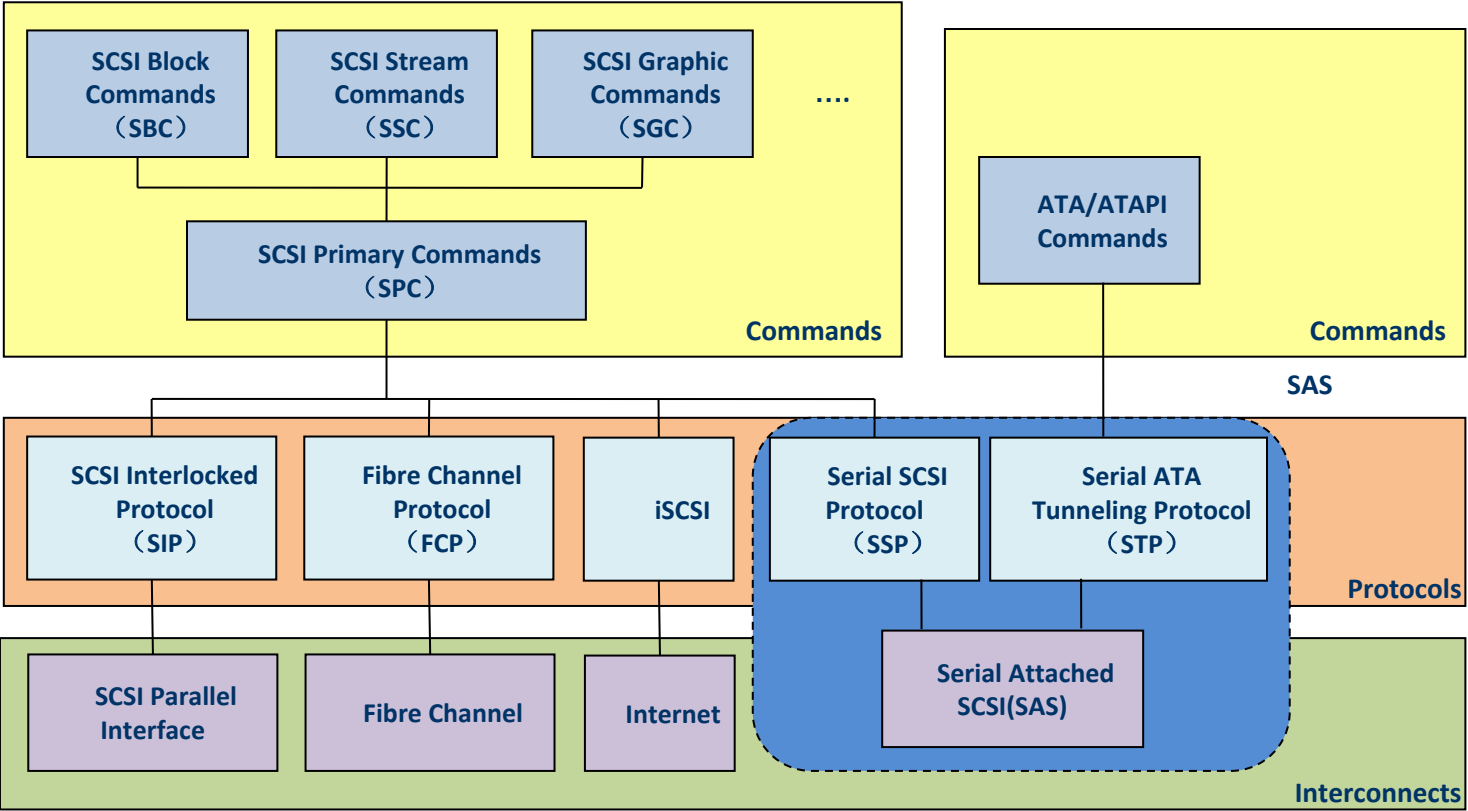 SCSI Block
Commands
（SBC）
SCSI Stream
Commands
（SSC）
SCSI Graphic
Commands
（SGC）
....
SCSI Primary Commands
（SPC）
Commands
ATA/ATAPI
Commands
Commands
SAS
SCSI Interlocked
Protocol
（SIP）
Fibre Channel
Protocol
（FCP）
iSCSI
Serial SCSI
Protocol
（SSP）
Serial ATA
Tunneling Protocol
（STP）
Protocols
SCSI Parallel
Interface
Fibre Channel
Internet
Serial Attached
SCSI(SAS)
Interconnects